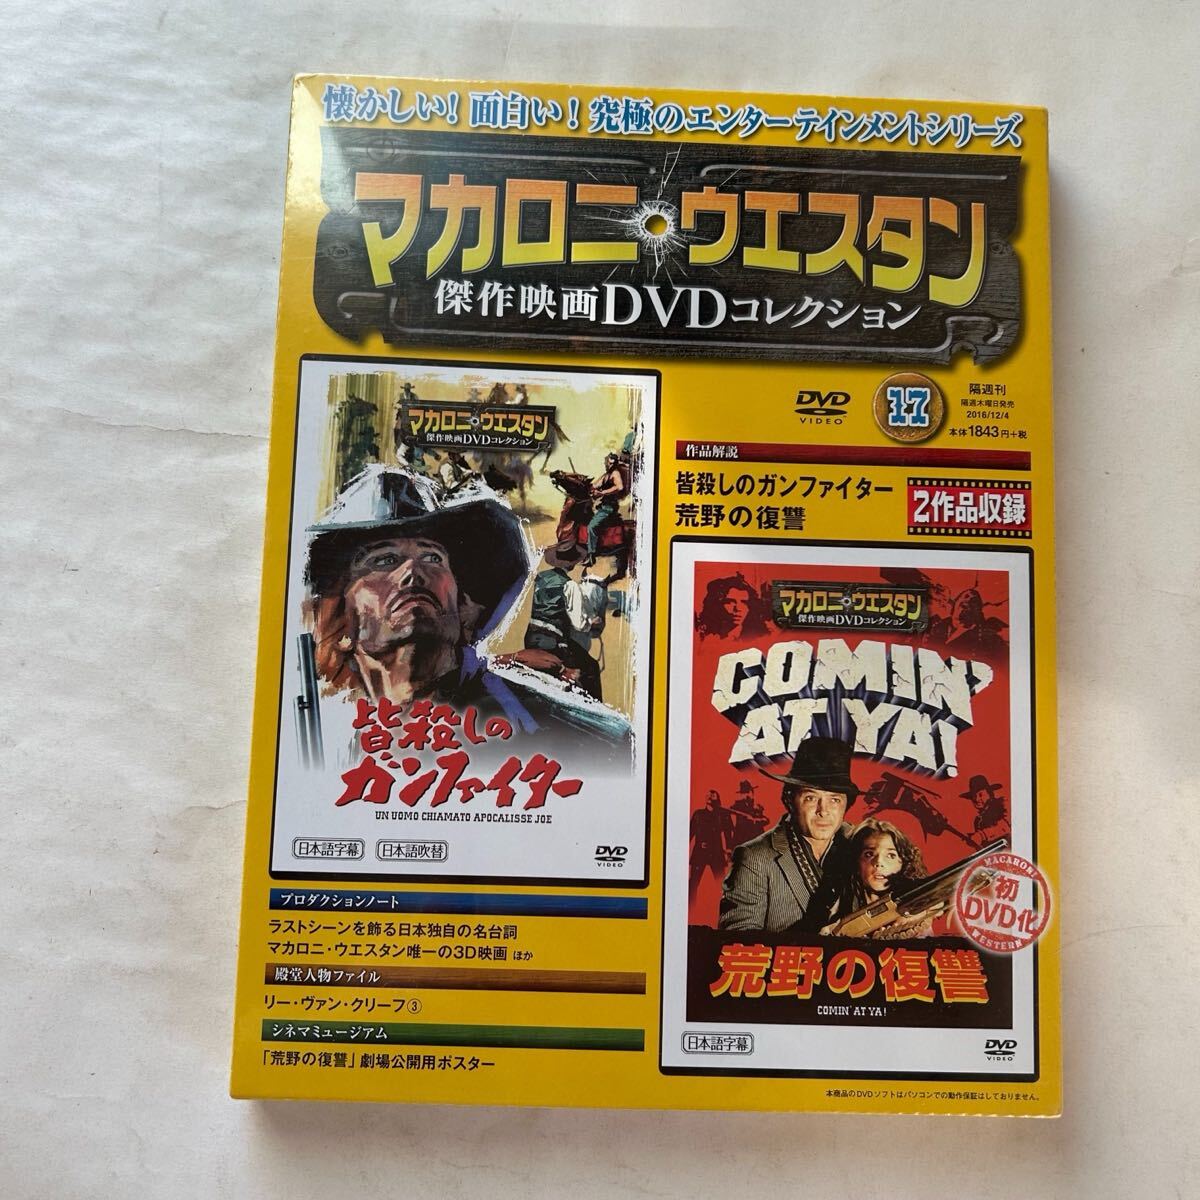 懐かしい！面白い！究極のエンターテインメントシリーズ
マカロニ・ウエスタン
傑作映画DVDコレクション
DVD
VIDEO
17
隔週刊
隔週木曜日発売
2016/12/4
本体1843円+税
作品解説
皆殺しのガンファイター
荒野の復讐
2作品収録
マカロニ・ウエスタン
傑作映画DVDコレクション
皆殺しの
ガンファイター
UN UOMO CHIAMATO APOCALISSE JOE
日本語字幕
日本語吹替
DVD
VIDEO
マカロニ・ウエスタン
傑作映画DVDコレクション
COMIN'
AT YA!
MACARONI
初
DVD化
WESTERN
荒野の復讐
COMIN' AT YA!
日本語字幕
DVD
VIDEO
プロダクションノート
ラストシーンを飾る日本独自の名台詞
マカロニ・ウエスタン唯一の3D映画 ほか
殿堂人物ファイル
リー・ヴァン・クリーフ③
シネマミュージアム
「荒野の復讐」劇場公開用ポスター
本商品のDVDソフトはパソコンでの動作保証はしておりません。